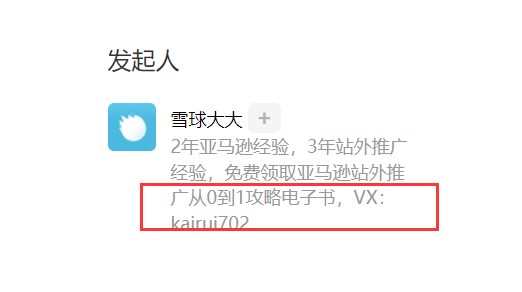 发起人
雪球大大 +
2年亚马逊经验，3年站外推广
经验，免费领取亚马逊站外推
广从0到1攻略电子书，VX：
kairui702